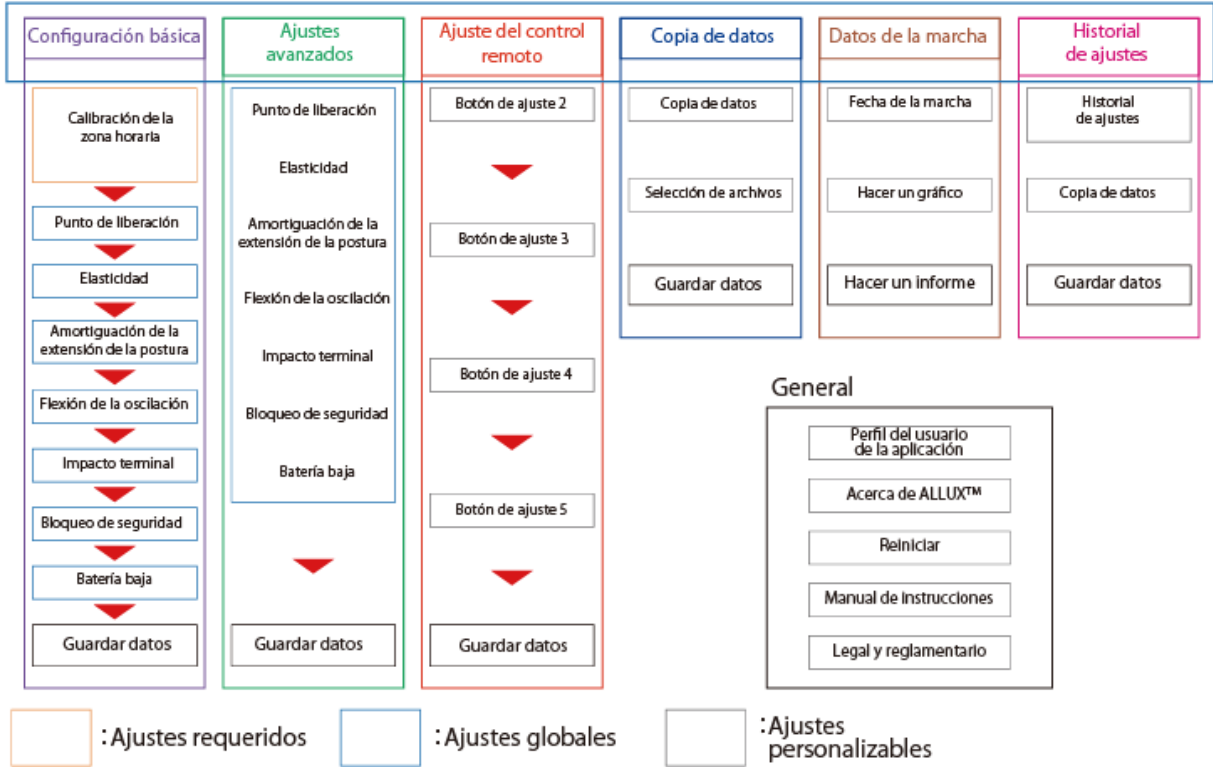 Configuración básica
Ajustes
avanzados
Ajuste del control
remoto
Copia de datos
Datos de la marcha
Historial
de ajustes
Calibración de la
zona horaria
Punto de liberación
Elasticidad
Amortiguación de la
extensión de la postura
Flexión de la oscilación
Impacto terminal
Bloqueo de seguridad
Batería baja
Guardar datos
Punto de liberación
Elasticidad
Amortiguación de la
extensión de la postura
Flexión de la oscilación
Impacto terminal
Bloqueo de seguridad
Batería baja
Guardar datos
Botón de ajuste 2
Botón de ajuste 3
Botón de ajuste 4
Botón de ajuste 5
Guardar datos
Copia de datos
Selección de archivos
Guardar datos
Fecha de la marcha
Hacer un gráfico
Hacer un informe
Historial
de ajustes
Copia de datos
Guardar datos
General
Perfil del usuario
de la aplicación
Acerca de ALLUX™
Reiniciar
Manual de instrucciones
Legal y reglamentario
:Ajustes requeridos
:Ajustes globales
:Ajustes
personalizables